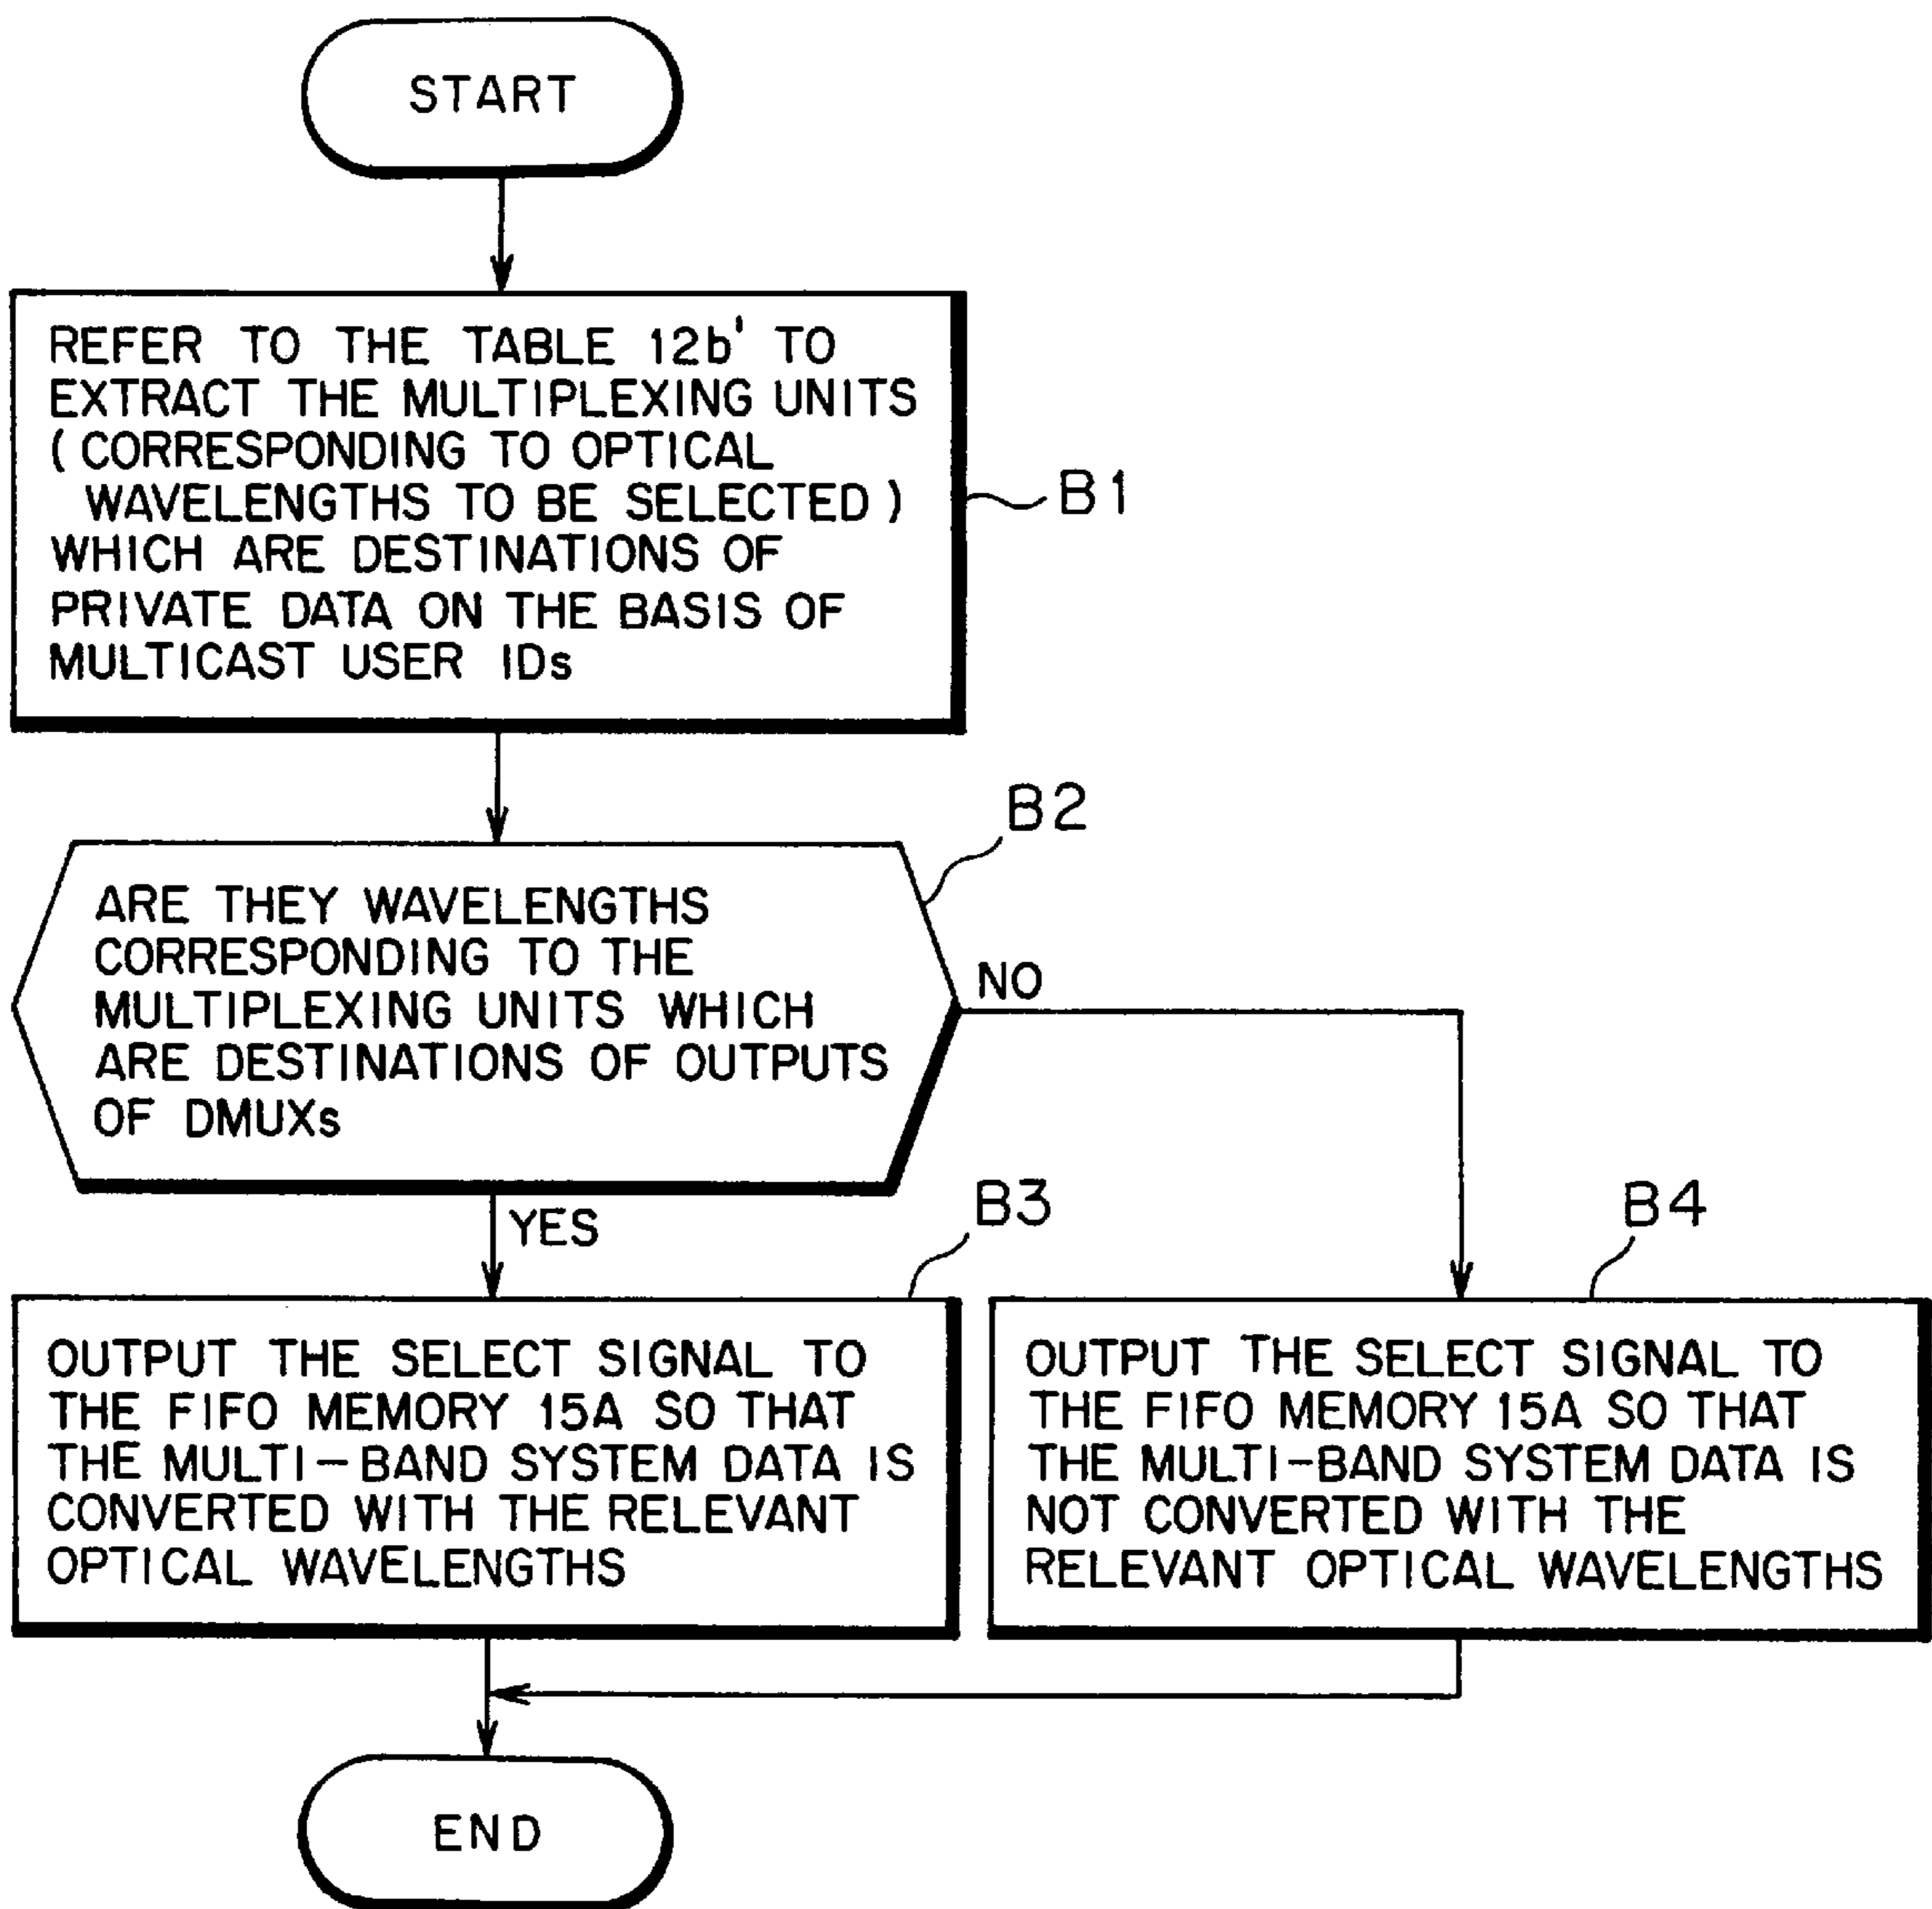 START
REFER TO THE TABLE 12b' TO
EXTRACT THE MULTIPLEXING UNITS
(CORRESPONDING TO OPTICAL
WAVELENGTHS TO BE SELECTED)
WHICH ARE DESTINATIONS OF
PRIVATE DATA ON THE BASIS OF
MULTICAST USER IDs
B1
B2
ARE THEY WAVELENGTHS
CORRESPONDING TO THE
MULTIPLEXING UNITS WHICH
ARE DESTINATIONS OF OUTPUTS
OF DMUXs
NO
YES
B3
OUTPUT THE SELECT SIGNAL TO
THE FIFO MEMORY 15A SO THAT
THE MULTI-BAND SYSTEM DATA IS
CONVERTED WITH THE RELEVANT
OPTICAL WAVELENGTHS
B4
OUTPUT THE SELECT SIGNAL TO
THE FIFO MEMORY 15A SO THAT
THE MULTI-BAND SYSTEM DATA IS
NOT CONVERTED WITH THE
RELEVANT OPTICAL WAVELENGTHS
END